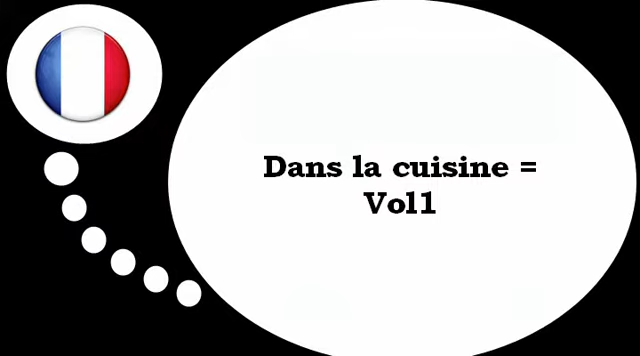 Dans la cuisine =
Vol1